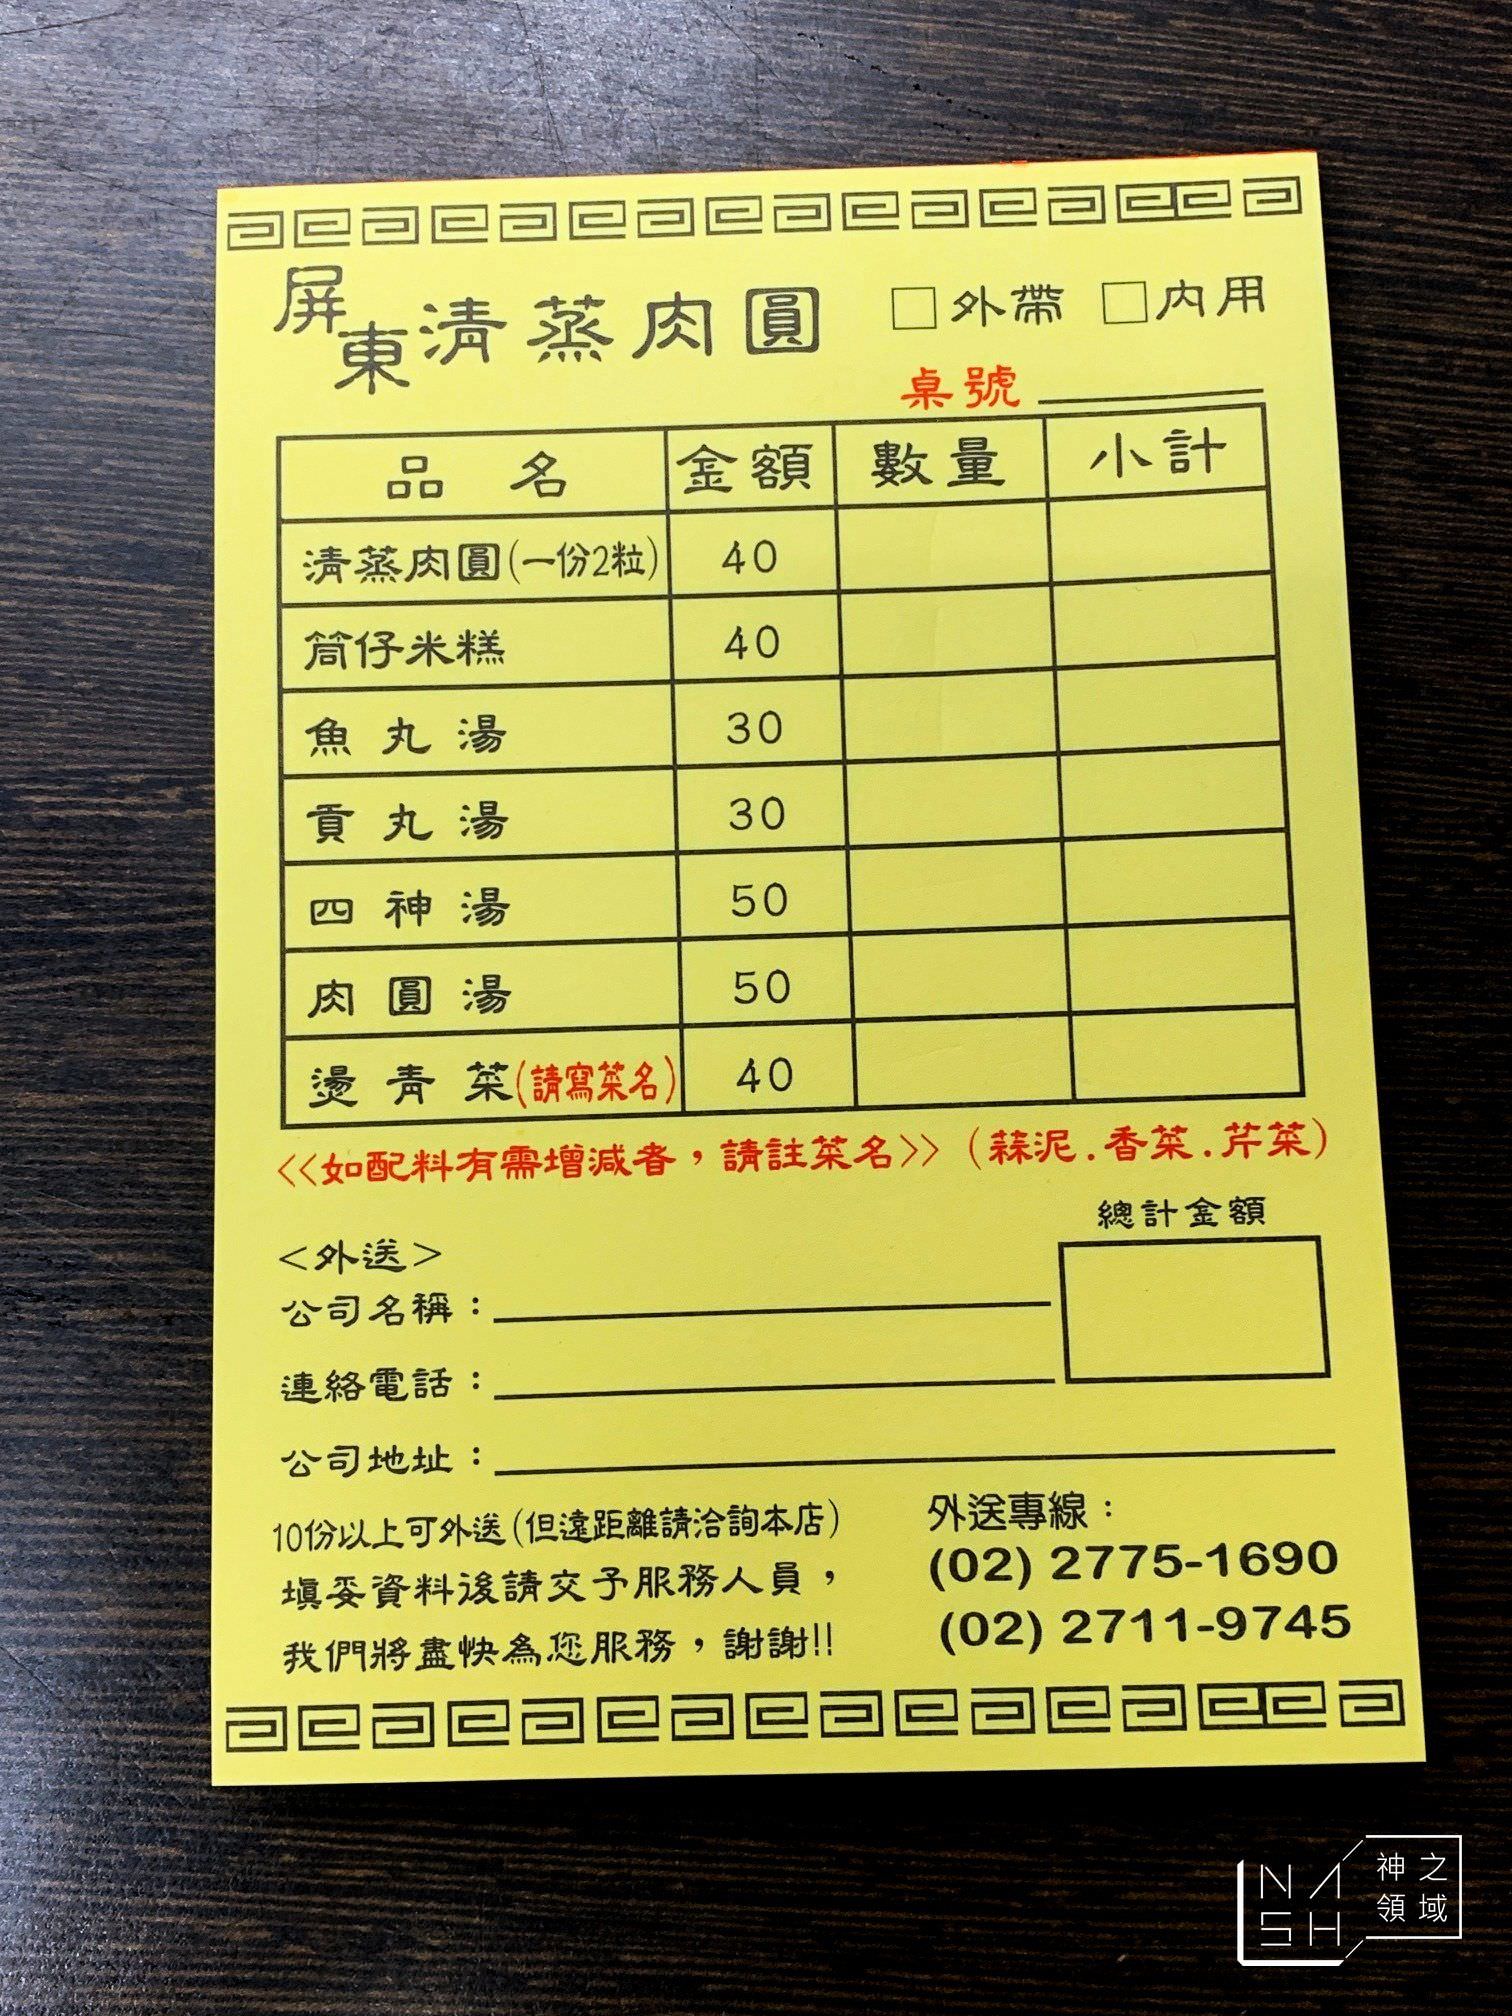 屏東清蒸肉圓 □外帶 □內用
桌號
品名 金額 數量 小計
清蒸肉圓(一份2粒) 40
筒仔米糕 40
魚丸湯 30
貢丸湯 30
四神湯 50
肉圓湯 50
燙青菜(請寫菜名) 40
<<如配料有需增減者，請註菜名>> (蒜泥.香菜.芹菜)
總計金額
<外送>
公司名稱：
連絡電話：
公司地址：
10份以上可外送(但遠距離請洽詢本店)
填妥資料後請交予服務人員，
我們將盡快為您服務，謝謝!!
外送專線：
(02) 2775-1690
(02) 2711-9745
NASH
神之領域